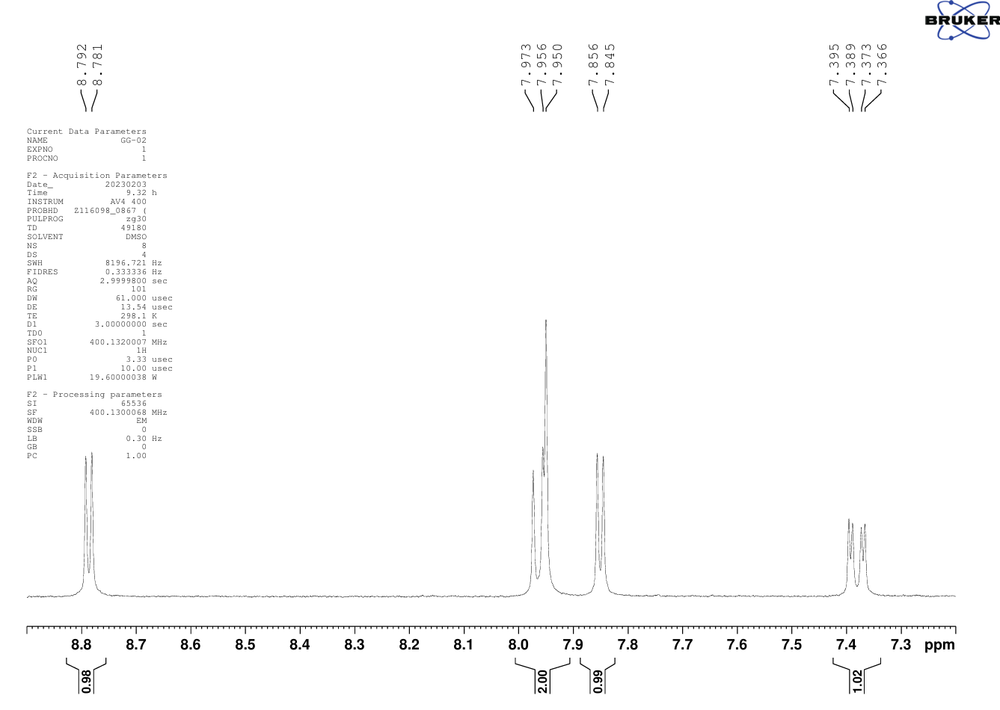 BRUKER
8.792
8.781
7.973
7.956
7.950
7.856
7.845
7.395
7.389
7.373
7.366
Current Data Parameters
NAME GG-02
EXPNO 1
PROCNO 1
F2 - Acquisition Parameters
Date_ 20230203
Time 9.32 h
INSTRUM AV4 400
PROBHD Z116098_0867 (
PULPROG zg30
TD 49180
SOLVENT DMSO
NS 8
DS 4
SWH 8196.721 Hz
FIDRES 0.333336 Hz
AQ 2.9999800 sec
RG 101
DW 61.000 usec
DE 13.54 usec
TE 298.1 K
D1 3.00000000 sec
TD0 1
SFO1 400.1320007 MHz
NUC1 1H
P0 3.33 usec
P1 10.00 usec
PLW1 19.60000038 W
F2 - Processing parameters
SI 65536
SF 400.1300068 MHz
WDW EM
SSB 0
LB 0.30 Hz
GB 0
PC 1.00
8.8 8.7 8.6 8.5 8.4 8.3 8.2 8.1 8.0 7.9 7.8 7.7 7.6 7.5 7.4 7.3 ppm
0.98
2.00
0.99
1.02